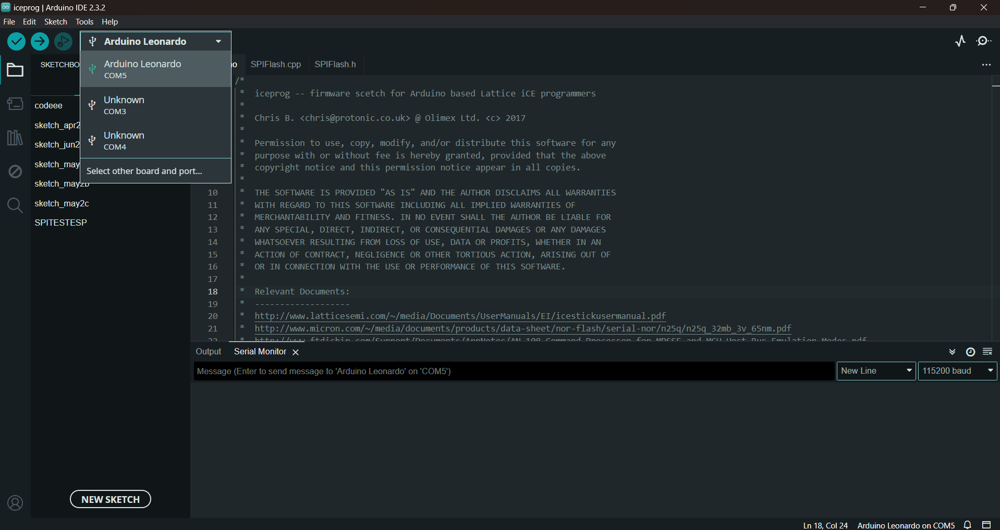 iceprog | Arduino IDE 2.3.2
File Edit Sketch Tools Help
Arduino Leonardo
Arduino Leonardo
COM5
Unknown
COM3
Unknown
COM4
Select other board and port...
SKETCHBO
codeee
sketch_apr2
sketch_jun2
sketch_may
sketch_may2b
sketch_may2c
SPITESTESP
NEW SKETCH
no SPIFlash.cpp SPIFlash.h
/*
* iceprog -- firmware scetch for Arduino based Lattice iCE programmers
*
* Chris B. <chris@protonic.co.uk> @ Olimex Ltd. <c> 2017
*
* Permission to use, copy, modify, and/or distribute this software for any
* purpose with or without fee is hereby granted, provided that the above
* copyright notice and this permission notice appear in all copies.
*
10 * THE SOFTWARE IS PROVIDED "AS IS" AND THE AUTHOR DISCLAIMS ALL WARRANTIES
11 * WITH REGARD TO THIS SOFTWARE INCLUDING ALL IMPLIED WARRANTIES OF
12 * MERCHANTABILITY AND FITNESS. IN NO EVENT SHALL THE AUTHOR BE LIABLE FOR
13 * ANY SPECIAL, DIRECT, INDIRECT, OR CONSEQUENTIAL DAMAGES OR ANY DAMAGES
14 * WHATSOEVER RESULTING FROM LOSS OF USE, DATA OR PROFITS, WHETHER IN AN
15 * ACTION OF CONTRACT, NEGLIGENCE OR OTHER TORTIOUS ACTION, ARISING OUT OF
16 * OR IN CONNECTION WITH THE USE OR PERFORMANCE OF THIS SOFTWARE.
17 *
18 * Relevant Documents:
19 * -------------------
20 * http://www.latticesemi.com/~/media/Documents/UserManuals/EI/icestickusermanual.pdf
21 * http://www.micron.com/~/media/documents/products/data-sheet/nor-flash/serial-nor/n25q/n25q_32mb_3v_65nm.pdf
22 * http://www.ftdichip.com/Support/Documents/AppNotes/AN_108_Command_Processor_for_MPSSE_and_MCU_Host_Bus_Emulation_Modes.pdf
Output Serial Monitor
Message (Enter to send message to 'Arduino Leonardo' on 'COM5')
New Line
115200 baud
Ln 18, Col 24 Arduino Leonardo on COM5